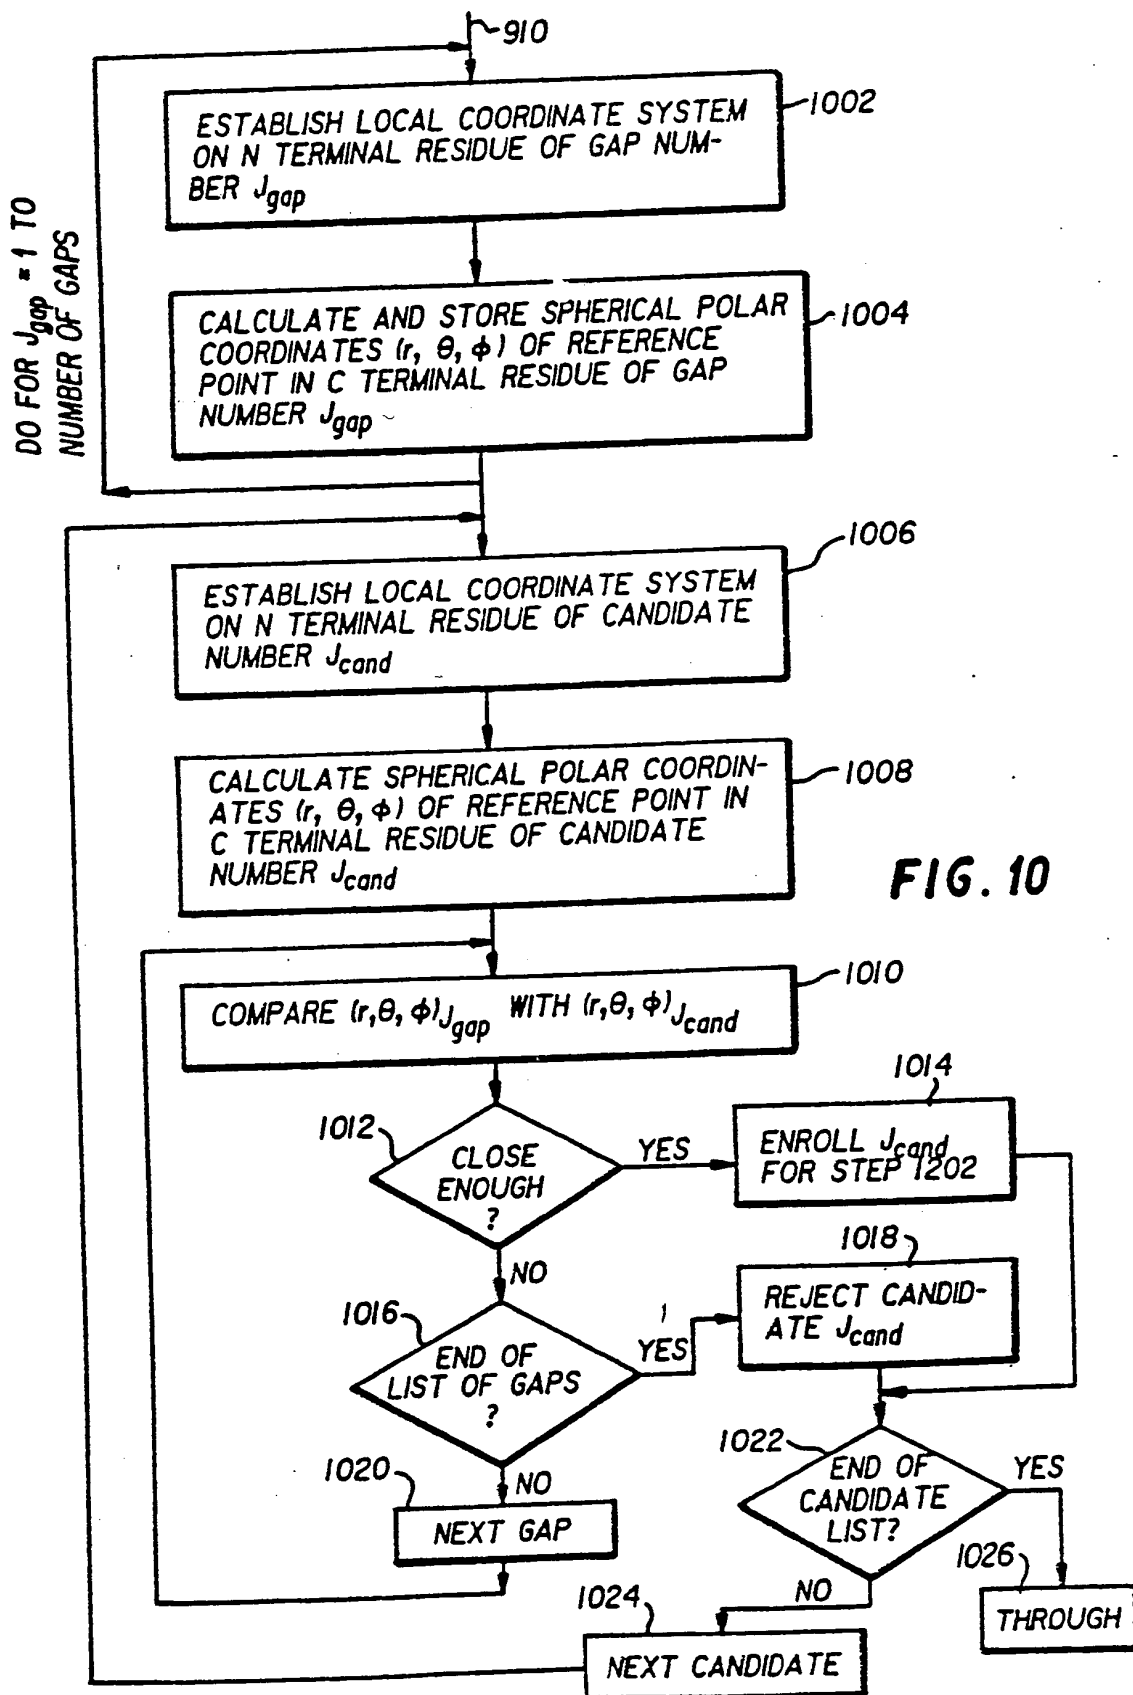 910
ESTABLISH LOCAL COORDINATE SYSTEM
ON N TERMINAL RESIDUE OF GAP NUM-
BER Jgap
1002
DO FOR Jgap = 1 TO
NUMBER OF GAPS
CALCULATE AND STORE SPHERICAL POLAR
COORDINATES (r, θ, ϕ) OF REFERENCE
POINT IN C TERMINAL RESIDUE OF GAP
NUMBER Jgap
1004
ESTABLISH LOCAL COORDINATE SYSTEM
ON N TERMINAL RESIDUE OF CANDIDATE
NUMBER Jcand
1006
CALCULATE SPHERICAL POLAR COORDIN-
ATES (r, θ, ϕ) OF REFERENCE POINT IN
C TERMINAL RESIDUE OF CANDIDATE
NUMBER Jcand
1008
FIG. 10
COMPARE (r,θ, ϕ)Jgap WITH (r,θ, ϕ)Jcand
1010
1012
CLOSE
ENOUGH
?
YES
1014
ENROLL Jcand
FOR STEP 1202
NO
1016
END OF
LIST OF GAPS
?
YES
1018
REJECT CANDID-
ATE Jcand
NO
1020
NEXT GAP
1022
END OF
CANDIDATE
LIST?
YES
1026
THROUGH
NO
1024
NEXT CANDIDATE